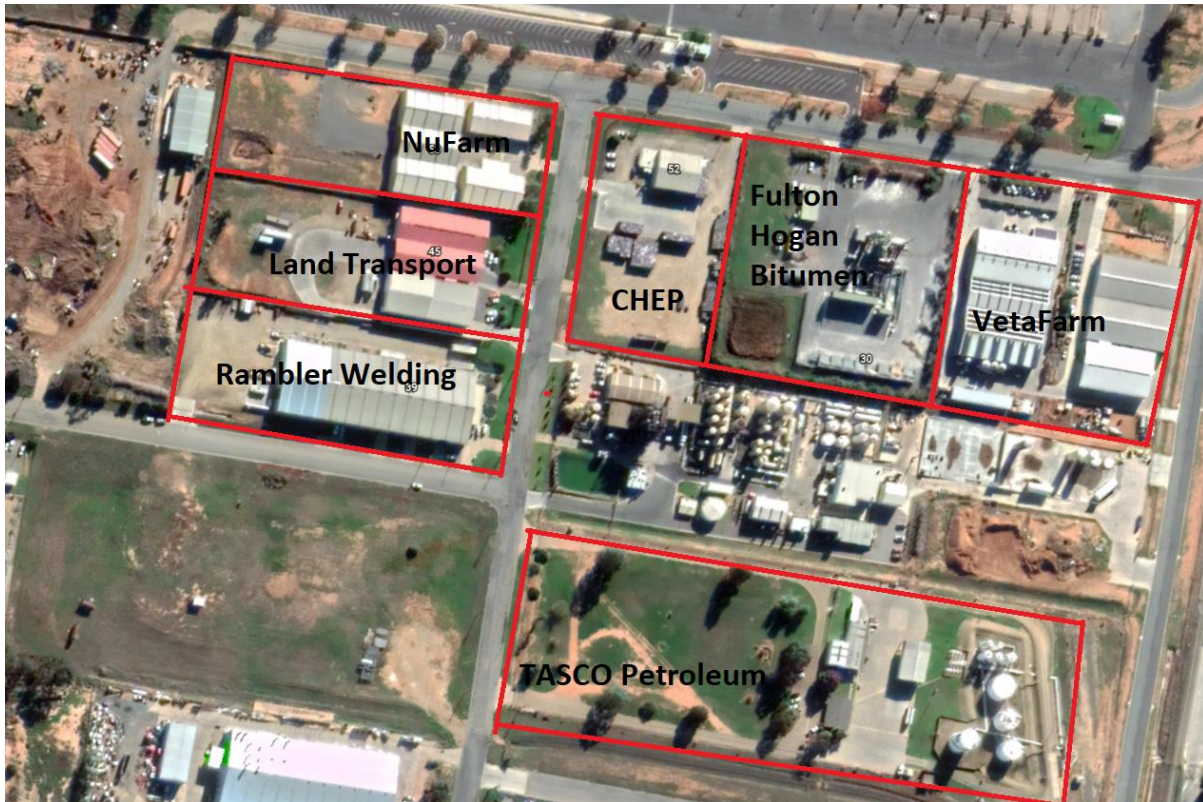 NuFarm
52
Fulton
Hogan
Bitumen
45
Land Transport
CHEP
VetaFarm
30
Rambler Welding
39
TASCO Petroleum